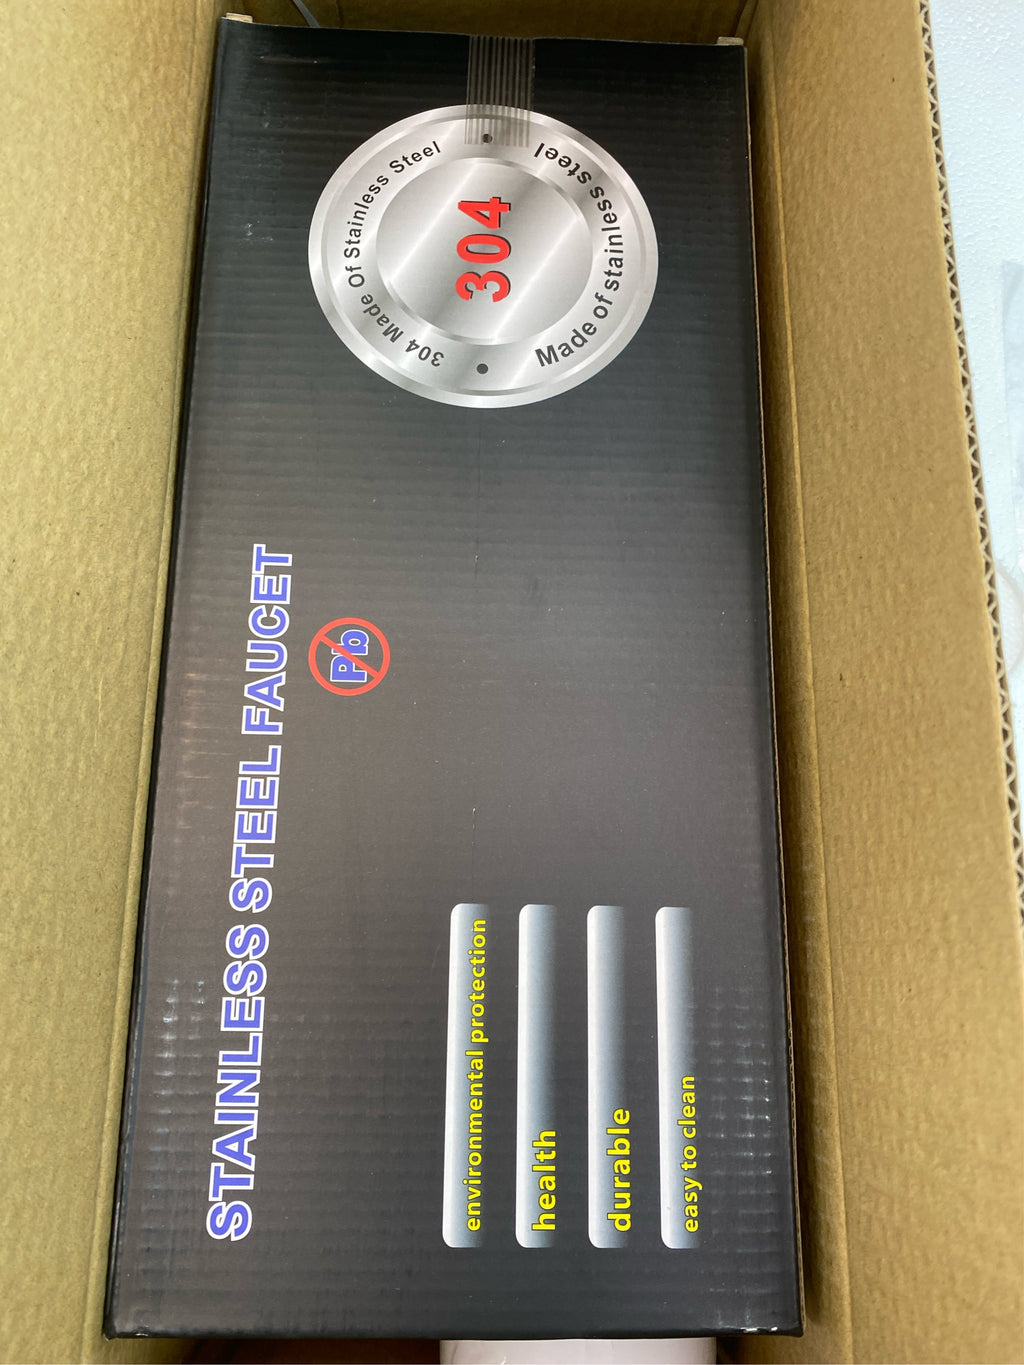 STAINLESS STEEL FAUCET
Pb
304 Made Of Stainless Steel
304
Made of stainless steel
environmental protection
health
durable
easy to clean